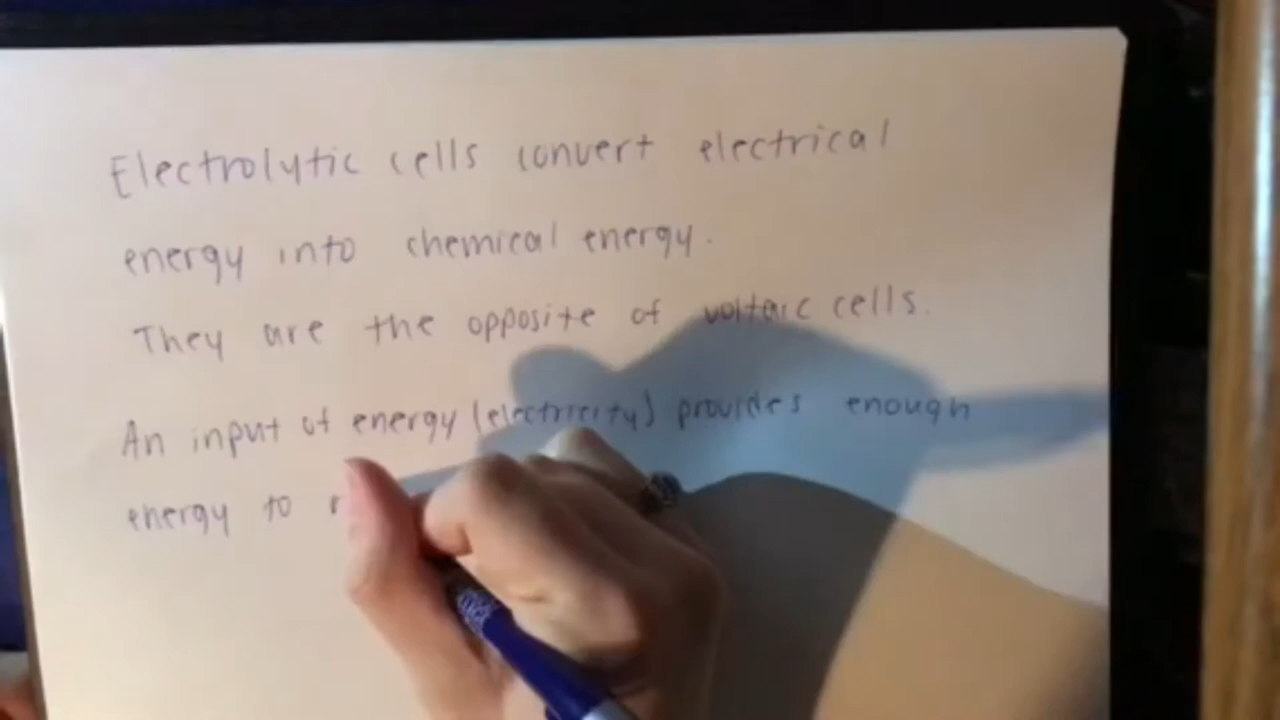 Electrolytic cells convert electrical
energy into chemical energy.
They are the opposite of voltaic cells.
An input of energy (electricity) provides enough
energy to